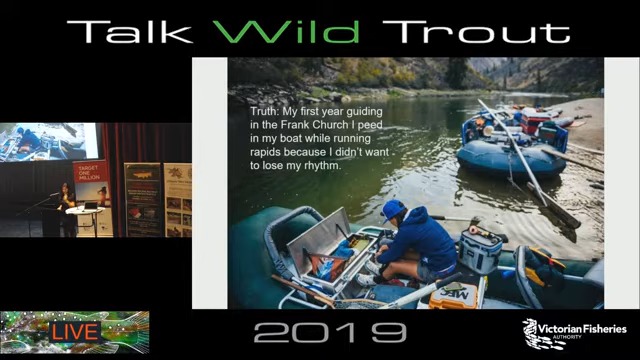 Talk Wild Trout
Truth: My first year guiding
in the Frank Church I peed
in my boat while running
rapids because I didn't want
to lose my rhythm.
TARGET
ONE
MILLION
LIVE
2019
Victorian Fisheries
AUTHORITY